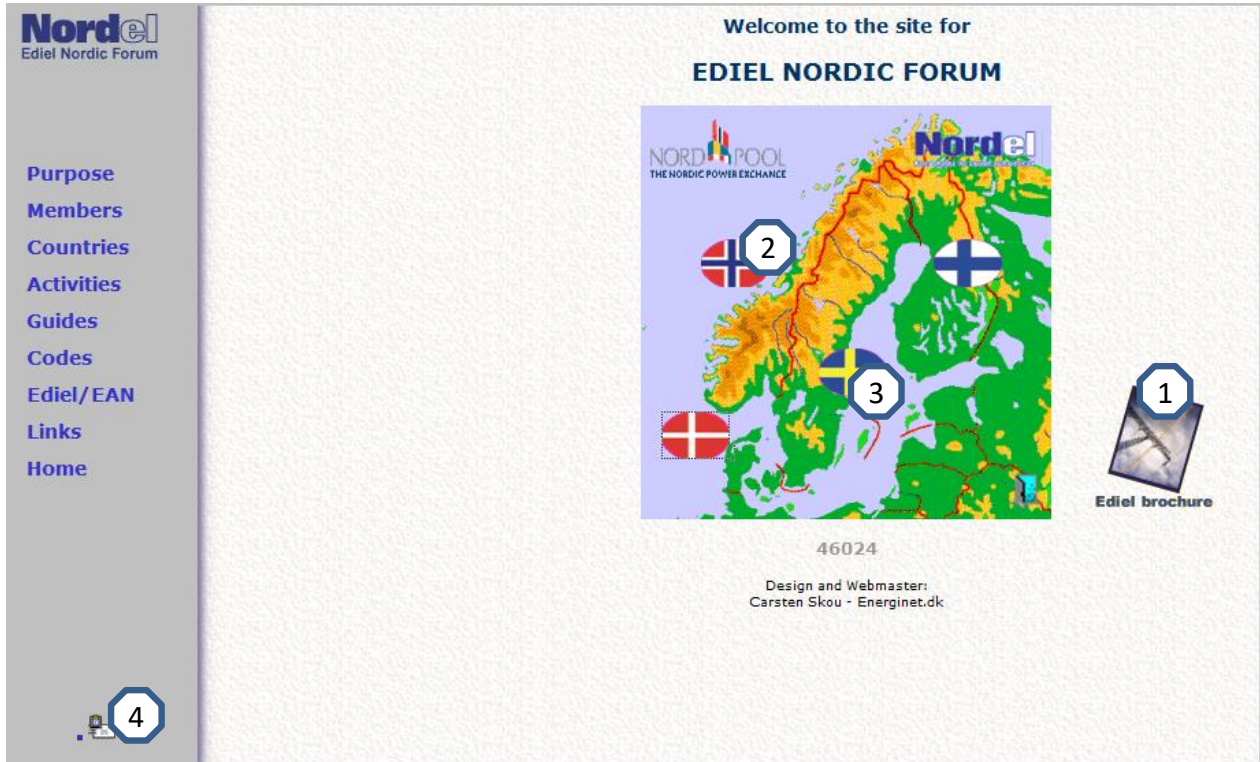 Nordel
Ediel Nordic Forum
Purpose
Members
Countries
Activities
Guides
Codes
Ediel/EAN
Links
Home
4
Welcome to the site for
EDIEL NORDIC FORUM
NORD POOL
THE NORDIC POWER EXCHANGE
Nordel
2
3
1
Ediel brochure
46024
Design and Webmaster:
Carsten Skou - Energinet.dk